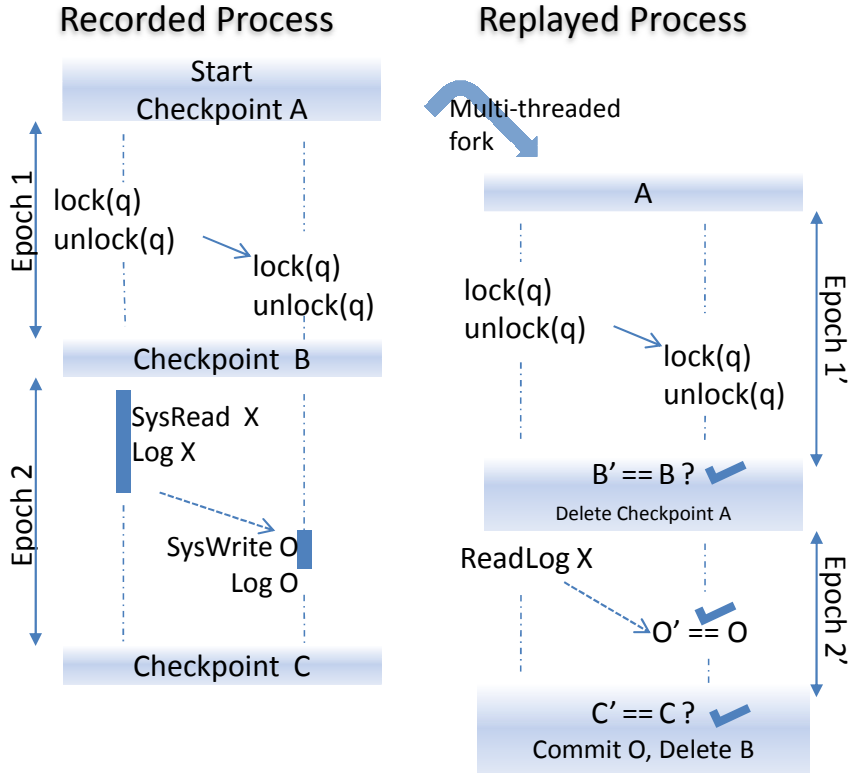 Recorded Process
Start
Checkpoint A
Epoch 1
lock(q)
unlock(q)
lock(q)
unlock(q)
Checkpoint B
Epoch 2
SysRead X
Log X
SysWrite O
Log O
Checkpoint C
Replayed Process
Multi-threaded
fork
A
lock(q)
unlock(q)
lock(q)
unlock(q)
Epoch 1’
B’ == B ?
Delete Checkpoint A
ReadLog X
O’ == O
Epoch 2’
C’ == C ?
Commit O, Delete B